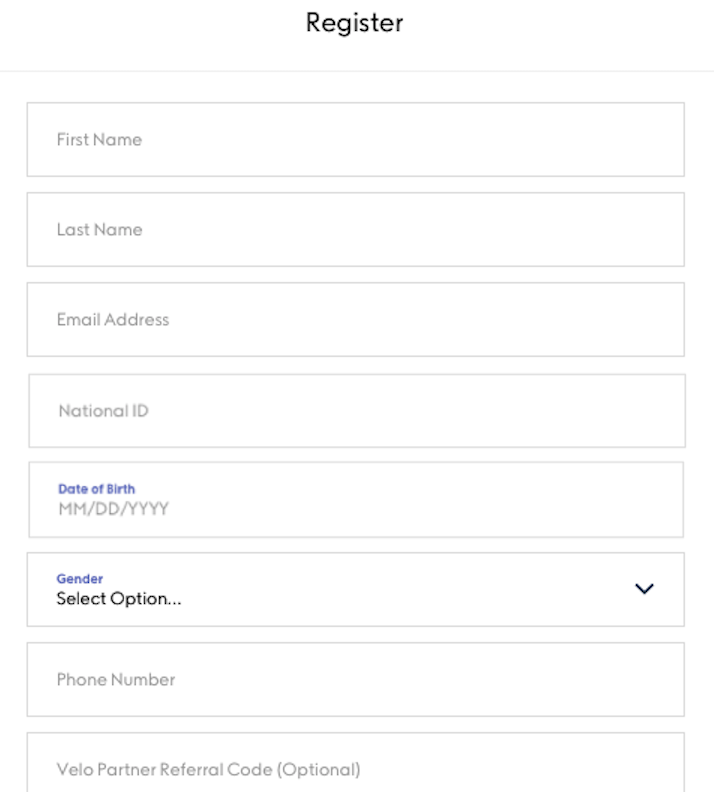 Register
First Name
Last Name
Email Address
National ID
Date of Birth
MM/DD/YYYY
Gender
Select Option...
Phone Number
Velo Partner Referral Code (Optional)